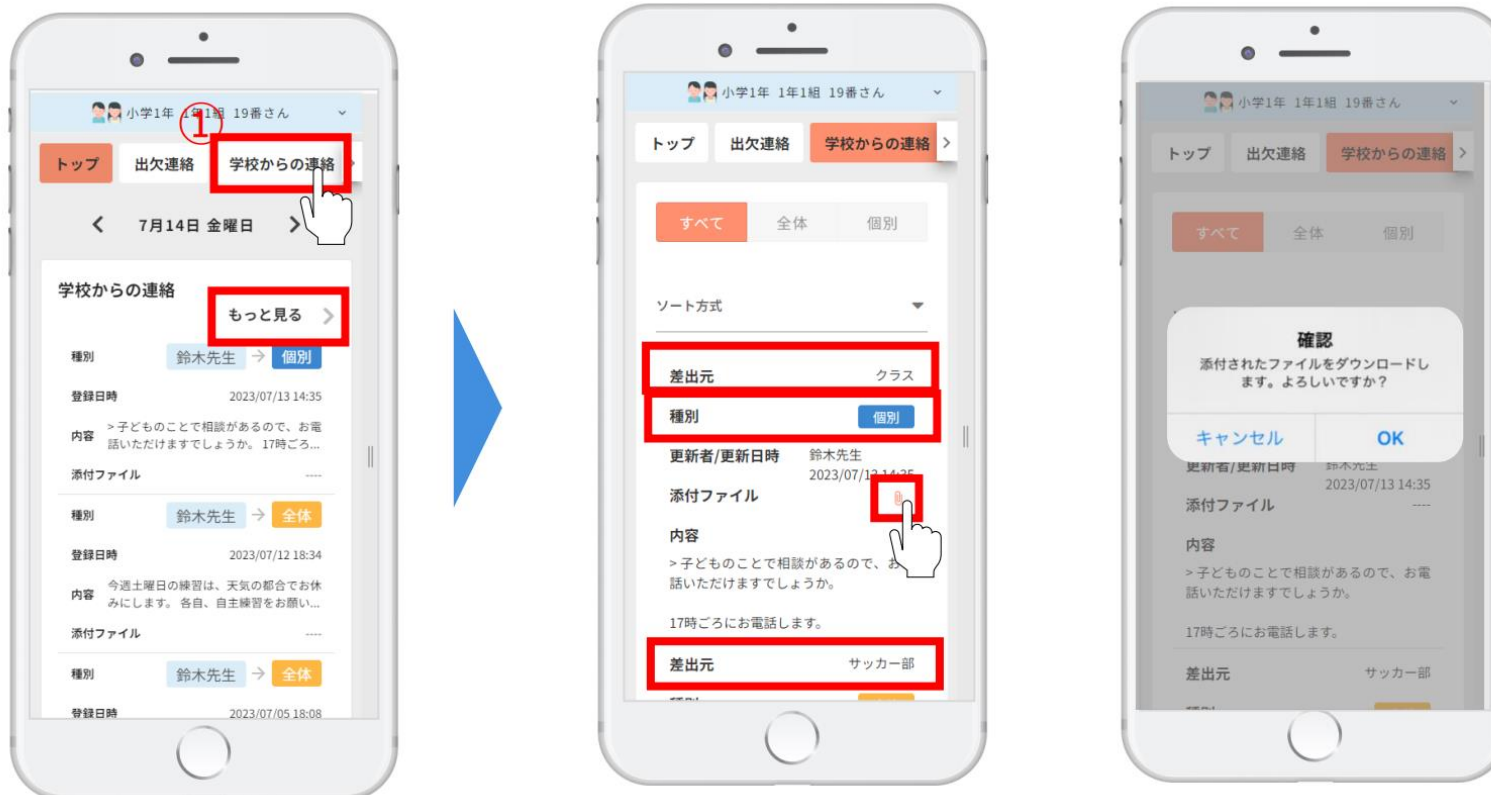 小学1年 1年1組 19番さん
①
トップ 出欠連絡 学校からの連絡
7月14日 金曜日
学校からの連絡
もっと見る
種別 鈴木先生 → 個別
登録日時 2023/07/13 14:35
内容 > 子どものことで相談があるので、お電
話いただけますでしょうか。 17時ごろ...
添付ファイル ----
種別 鈴木先生 → 全体
登録日時 2023/07/12 18:34
内容 今週土曜日の練習は、天気の都合でお休
みにします。 各自、自主練習をお願い...
添付ファイル ----
種別 鈴木先生 → 全体
登録日時 2023/07/05 18:08
小学1年 1年1組 19番さん
トップ 出欠連絡 学校からの連絡 >
すべて 全体 個別
ソート方式
差出元 クラス
種別 個別
更新者/更新日時 鈴木先生
2023/07/13 14:35
添付ファイル
内容
> 子どものことで相談があるので、お
話いただけますでしょうか。
17時ごろにお電話します。
差出元 サッカー部
小学1年 1年1組 19番さん
トップ 出欠連絡 学校からの連絡 >
すべて 全体 個別
確認
添付されたファイルをダウンロードし
ます。よろしいですか？
キャンセル OK
更新者/更新日時 鈴木先生
2023/07/13 14:35
添付ファイル ----
内容
> 子どものことで相談があるので、お電
話いただけますでしょうか。
17時ごろにお電話します。
差出元 サッカー部